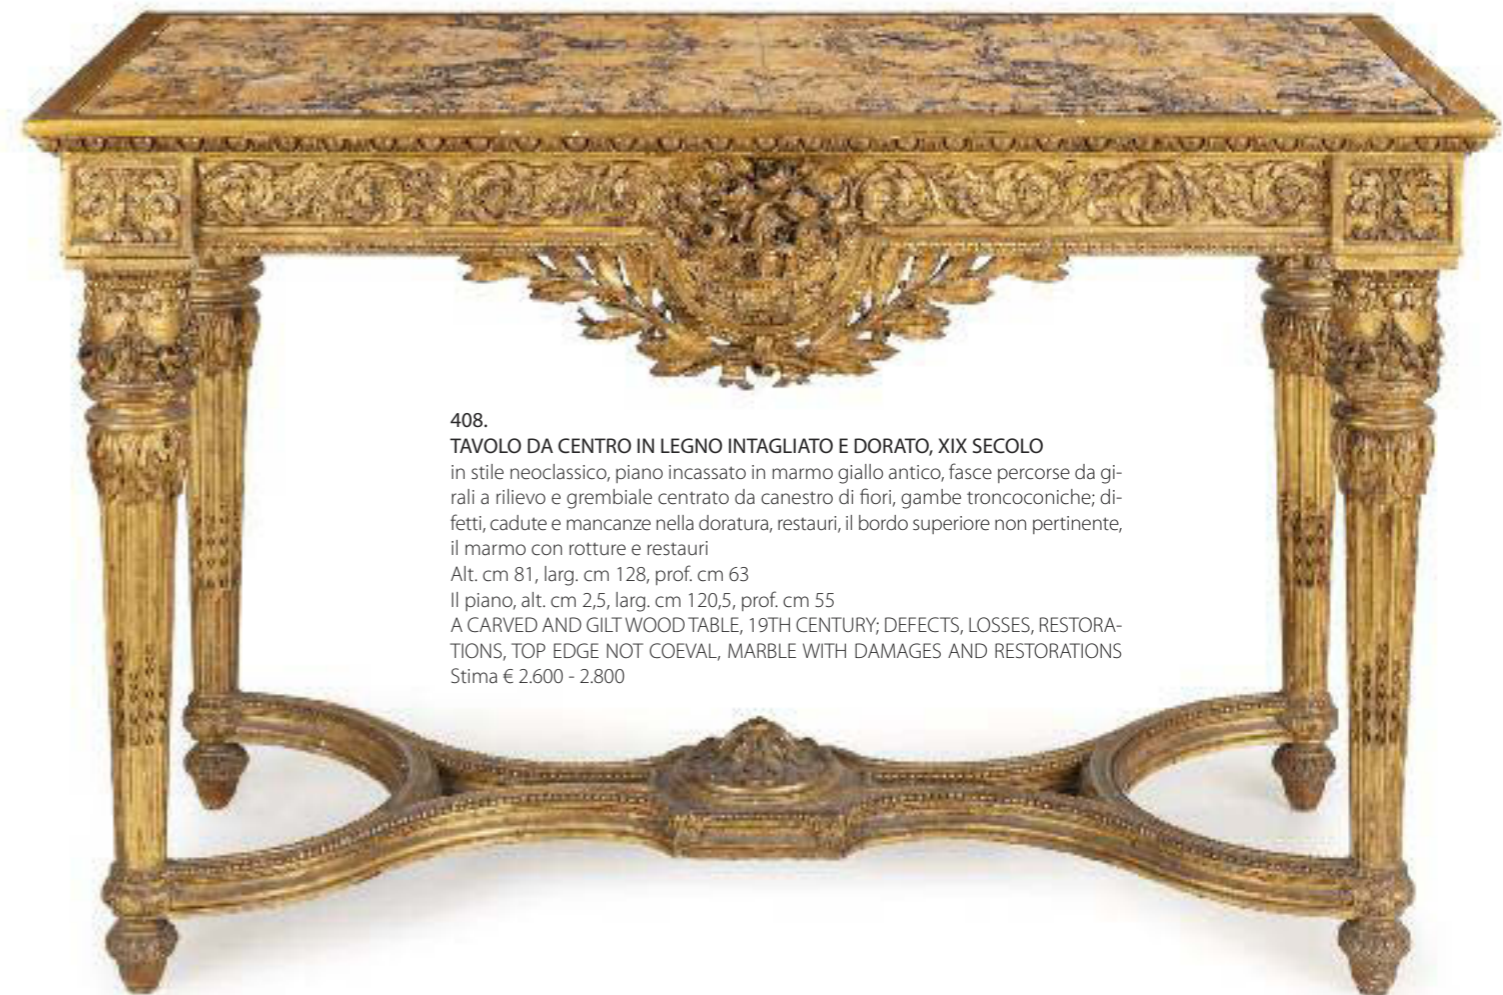 408.
TAVOLO DA CENTRO IN LEGNO INTAGLIATO E DORATO, XIX SECOLO
in stile neoclassico, piano incassato in marmo giallo antico, fasce percorse da gi-
rali a rilievo e grembiale centrato da canestro di fiori, gambe troncoconiche; di-
fetti, cadute e mancanze nella doratura, restauri, il bordo superiore non pertinente,
il marmo con rotture e restauri
Alt. cm 81, larg. cm 128, prof. cm 63
Il piano, alt. cm 2,5, larg. cm 120,5, prof. cm 55
A CARVED AND GILT WOOD TABLE, 19TH CENTURY; DEFECTS, LOSSES, RESTORA-
TIONS, TOP EDGE NOT COEVAL, MARBLE WITH DAMAGES AND RESTORATIONS
Stima € 2.600 - 2.800